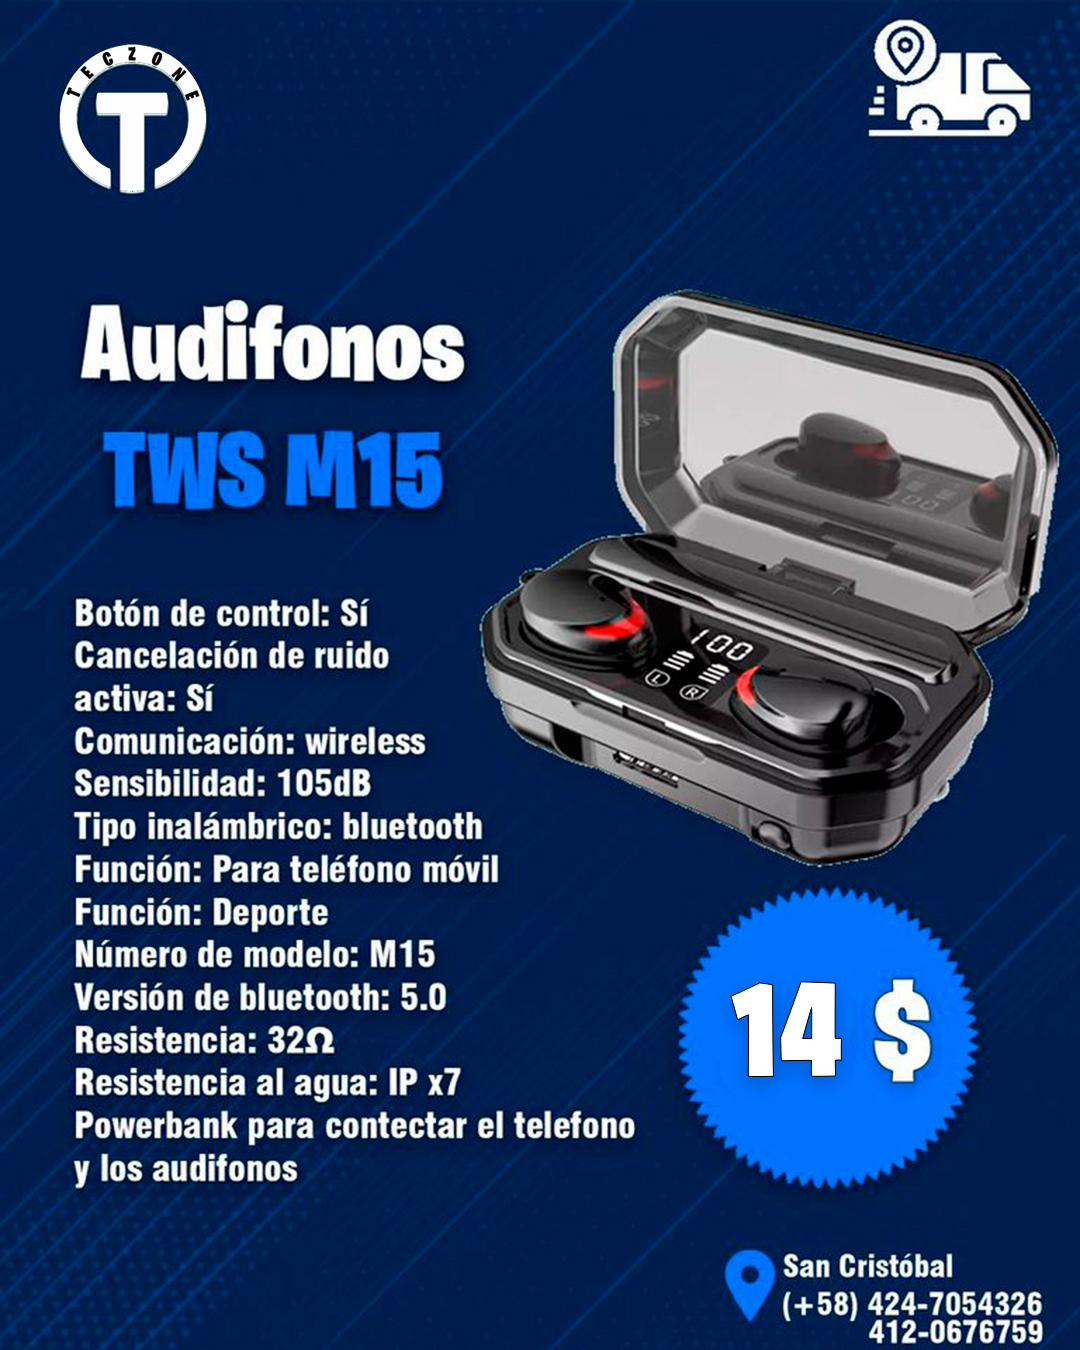 TECZONE
T
Audifonos
TWS M15
Botón de control: Sí
Cancelación de ruido
activa: Sí
Comunicación: wireless
Sensibilidad: 105dB
Tipo inalámbrico: bluetooth
Función: Para teléfono móvil
Función: Deporte
Número de modelo: M15
Versión de bluetooth: 5.0
Resistencia: 32Ω
Resistencia al agua: IP x7
Powerbank para contectar el telefono
y los audifonos
100
L R
14 $
San Cristóbal
(+58) 424-7054326
412-0676759